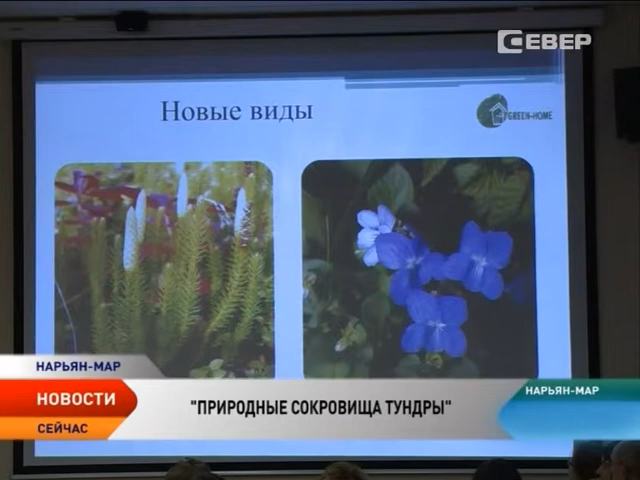 СЕВЕР
Новые виды
GREEN-HOME
НАРЬЯН-МАР
НОВОСТИ
СЕЙЧАС
"ПРИРОДНЫЕ СОКРОВИЩА ТУНДРЫ"
НАРЬЯН-МАР